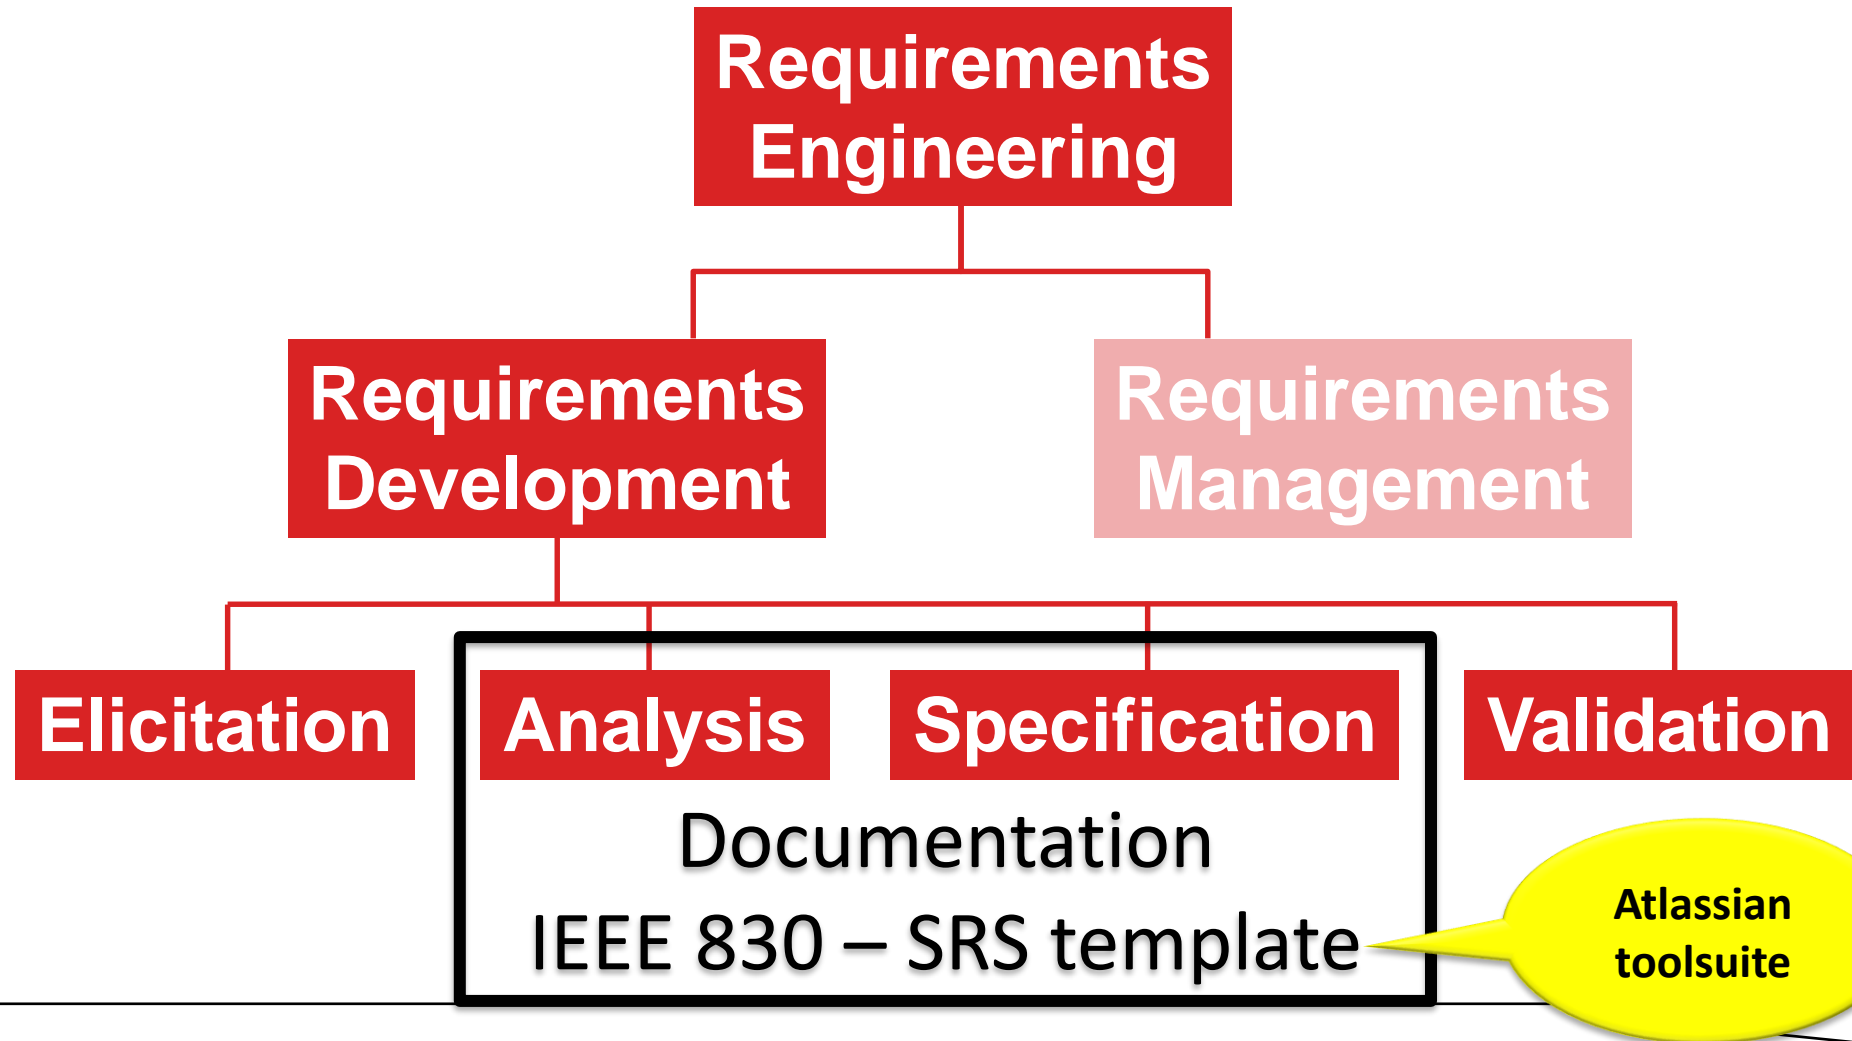 Requirements
Engineering
Requirements
Development
Requirements
Management
Elicitation
Analysis
Specification
Validation
Documentation
IEEE 830 – SRS template
Atlassian
toolsuite